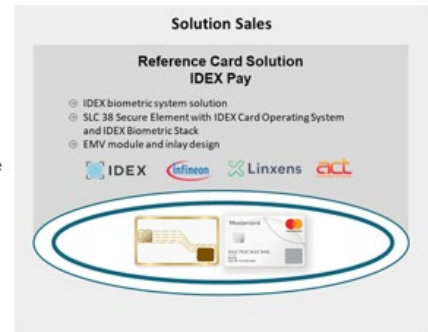 Solution Sales
Reference Card Solution
IDEX Pay
IDEX biometric system solution
SLC 38 Secure Element with IDEX Card Operating System
and IDEX Biometric Stack
EMV module and inlay design
e
IDEX
infineon
Linxens
act
Mastercard